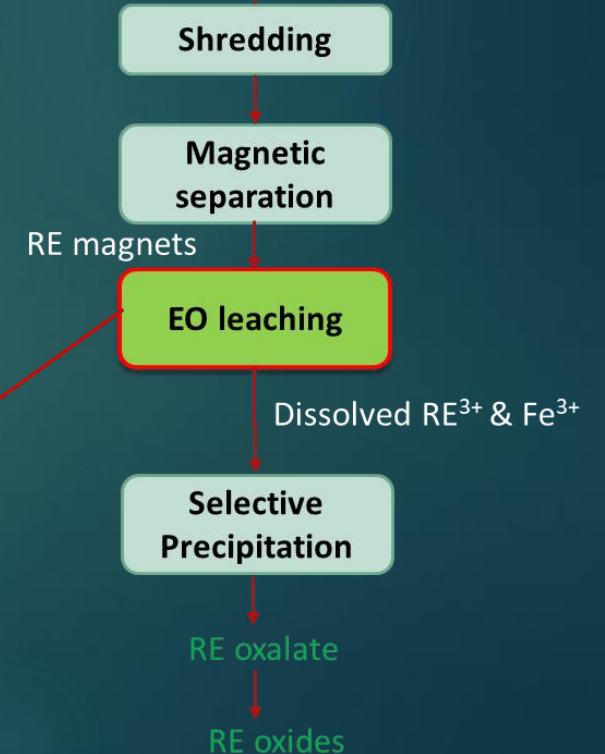 Shredding
Magnetic
separation
RE magnets
EO leaching
Dissolved RE³⁺ & Fe³⁺
Selective
Precipitation
RE oxalate
RE oxides